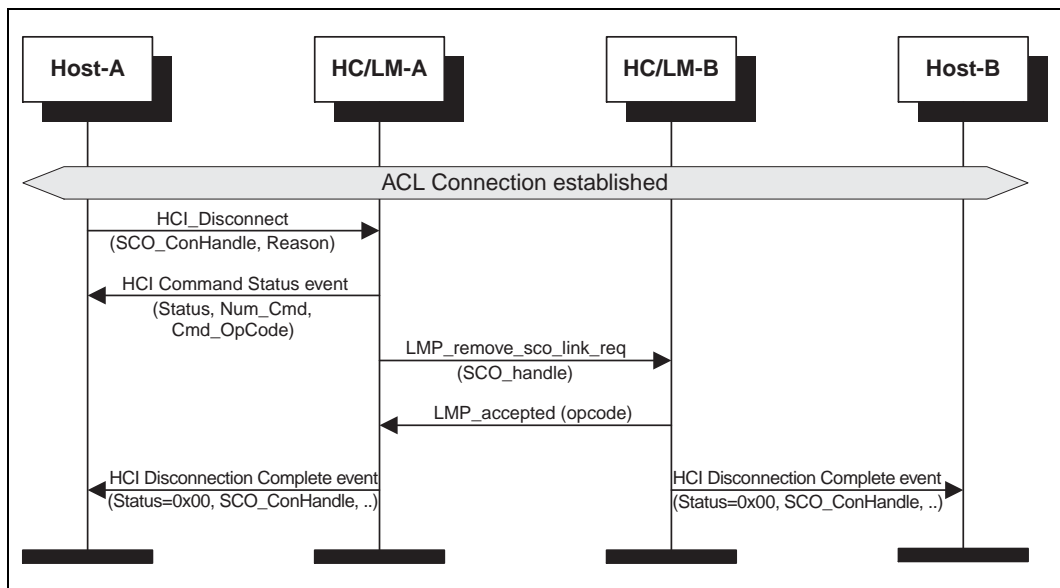 Host-A
HC/LM-A
HC/LM-B
Host-B
ACL Connection established
HCI_Disconnect
(SCO_ConHandle, Reason)
HCI Command Status event
(Status, Num_Cmd,
Cmd_OpCode)
LMP_remove_sco_link_req
(SCO_handle)
LMP_accepted (opcode)
HCI Disconnection Complete event
(Status=0x00, SCO_ConHandle, ..)
HCI Disconnection Complete event
(Status=0x00, SCO_ConHandle, ..)